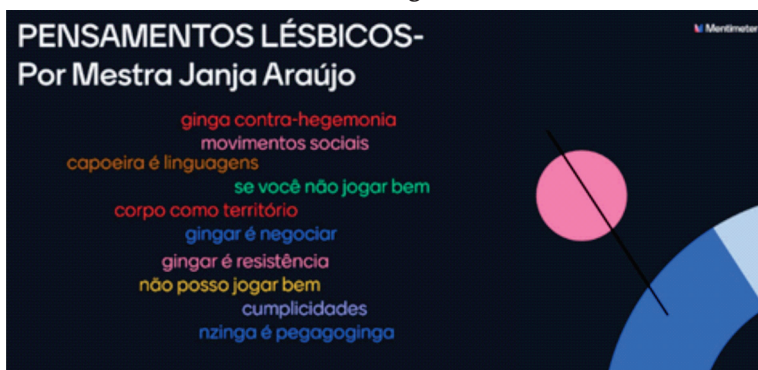 PENSAMENTOS LÉSBICOS-
Por Mestra Janja Araújo
Mentimeter
ginga contra-hegemonia
movimentos sociais
capoeira é linguagens
se você não jogar bem
corpo como território
gingar é negociar
gingar é resistência
não posso jogar bem
cumplicidades
nzinga é pegagoginga